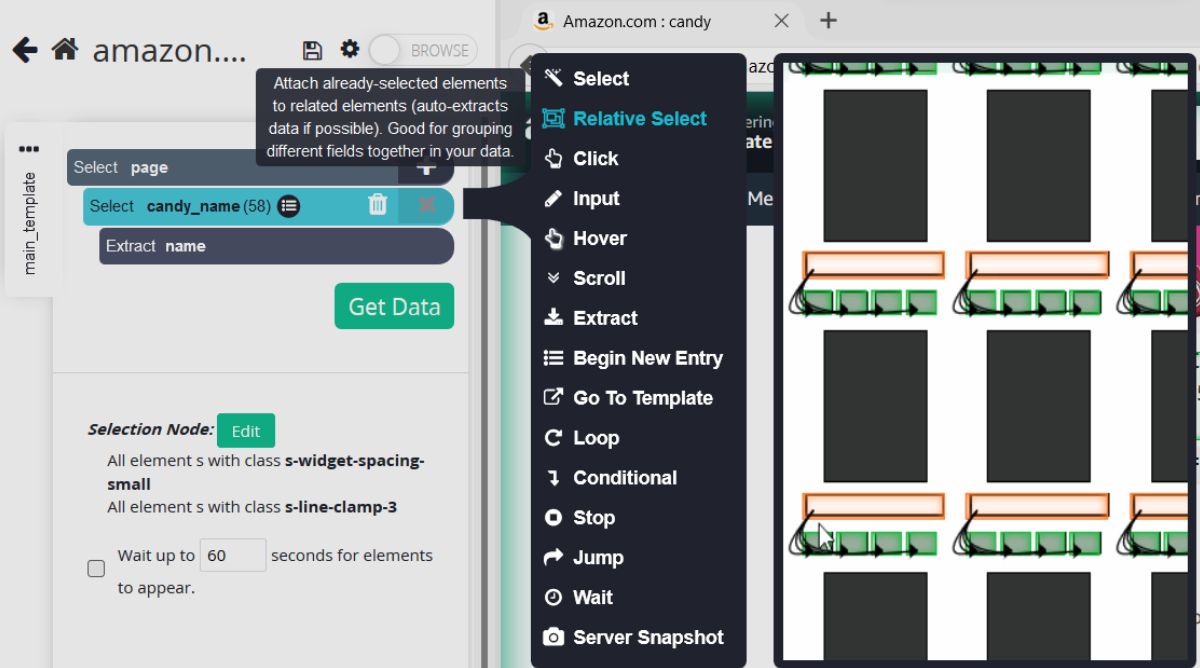 amazon....
BROWSE
Attach already-selected elements
to related elements (auto-extracts
data if possible). Good for grouping
different fields together in your data.
main_template
Select page
Select candy_name (58)
Extract name
Get Data
Selection Node: Edit
All element s with class s-widget-spacing-
small
All element s with class s-line-clamp-3
Wait up to 60 seconds for elements
to appear.
a Amazon.com : candy
Select
Relative Select
Click
Input
Hover
Scroll
Extract
Begin New Entry
Go To Template
Loop
Conditional
Stop
Jump
Wait
Server Snapshot
azo
erin
ate
Me